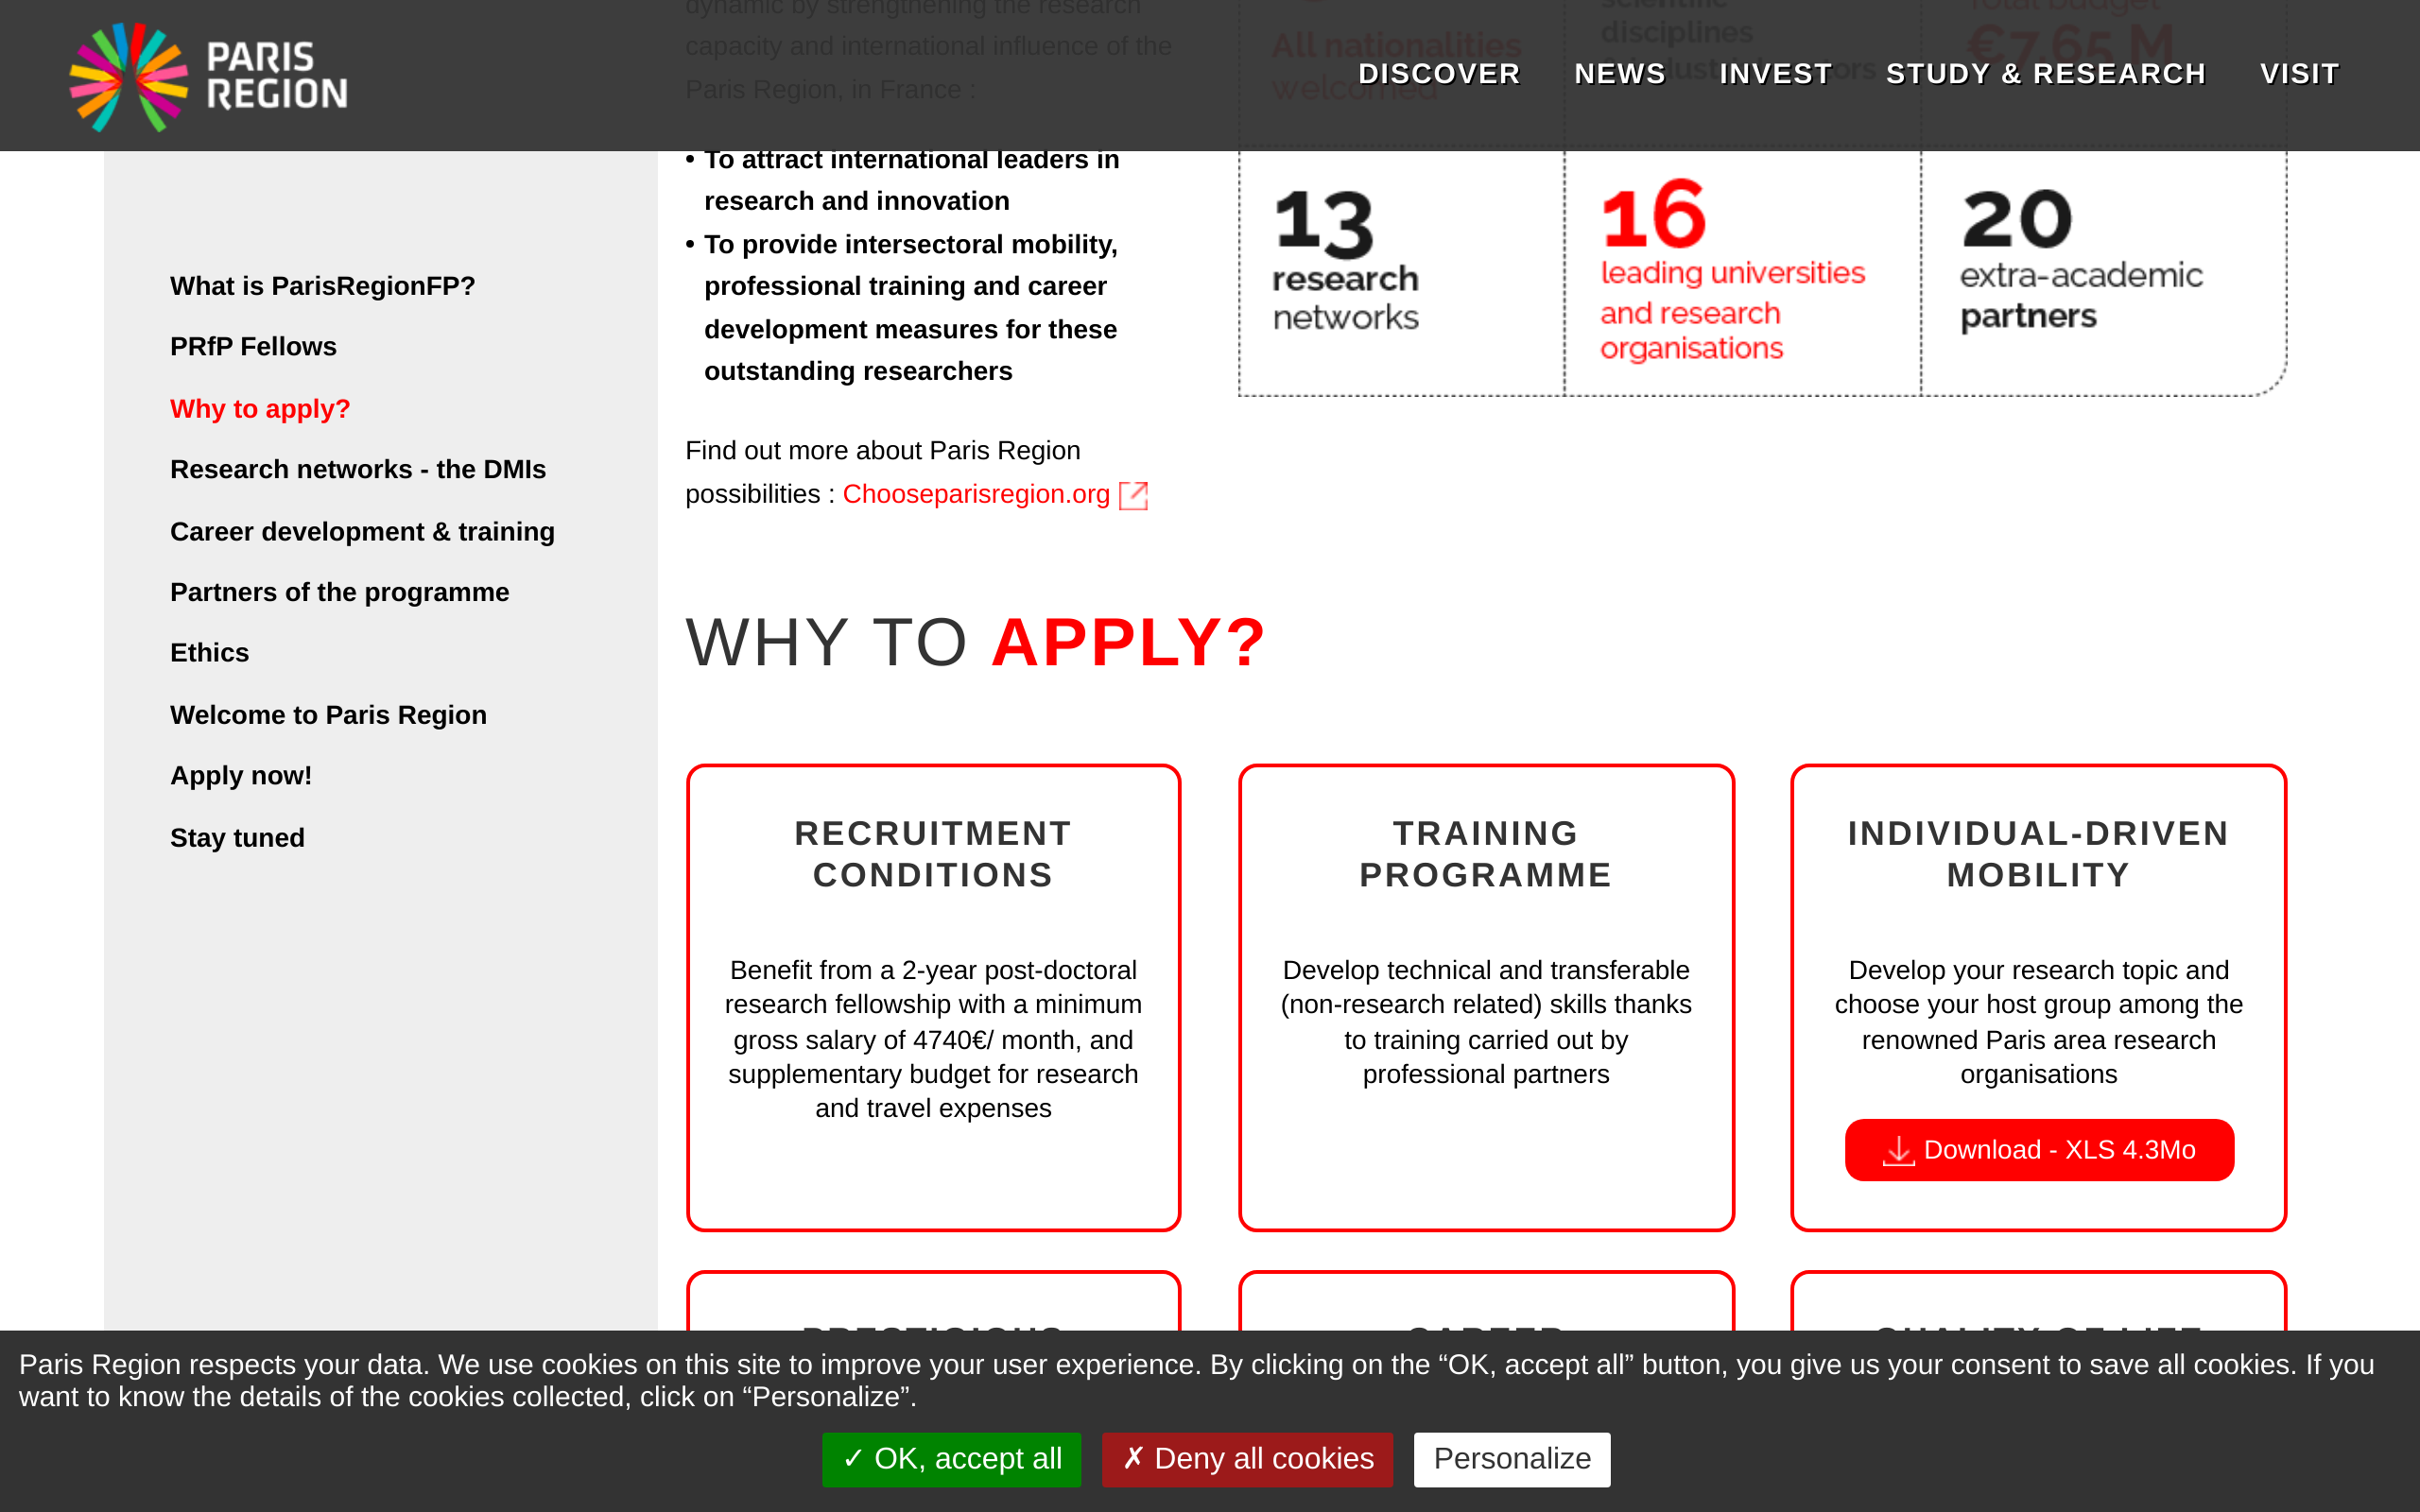 PARIS
REGION
DISCOVER
NEWS
INVEST
STUDY & RESEARCH
VISIT
dynamic by strengthening the research
capacity and international influence of the
Paris Region, in France :
• To attract international leaders in
research and innovation
• To provide intersectoral mobility,
professional training and career
development measures for these
outstanding researchers
Find out more about Paris Region
possibilities : Chooseparisregion.org
All nationalities
welcomed
scientific
disciplines
Total budget
€7,65 M
13
research
networks
16
leading universities
and research
organisations
20
extra-academic
partners
What is ParisRegionFP?
PRfP Fellows
Why to apply?
Research networks - the DMIs
Career development & training
Partners of the programme
Ethics
Welcome to Paris Region
Apply now!
Stay tuned
WHY TO APPLY?
RECRUITMENT
CONDITIONS
Benefit from a 2-year post-doctoral
research fellowship with a minimum
gross salary of 4740€/ month, and
supplementary budget for research
and travel expenses
TRAINING
PROGRAMME
Develop technical and transferable
(non-research related) skills thanks
to training carried out by
professional partners
INDIVIDUAL-DRIVEN
MOBILITY
Develop your research topic and
choose your host group among the
renowned Paris area research
organisations
Download - XLS 4.3Mo
PRESTIGIOUS
CAREER
QUALITY OF LIFE
Paris Region respects your data. We use cookies on this site to improve your user experience. By clicking on the “OK, accept all” button, you give us your consent to save all cookies. If you
want to know the details of the cookies collected, click on “Personalize”.
✓ OK, accept all
✗ Deny all cookies
Personalize